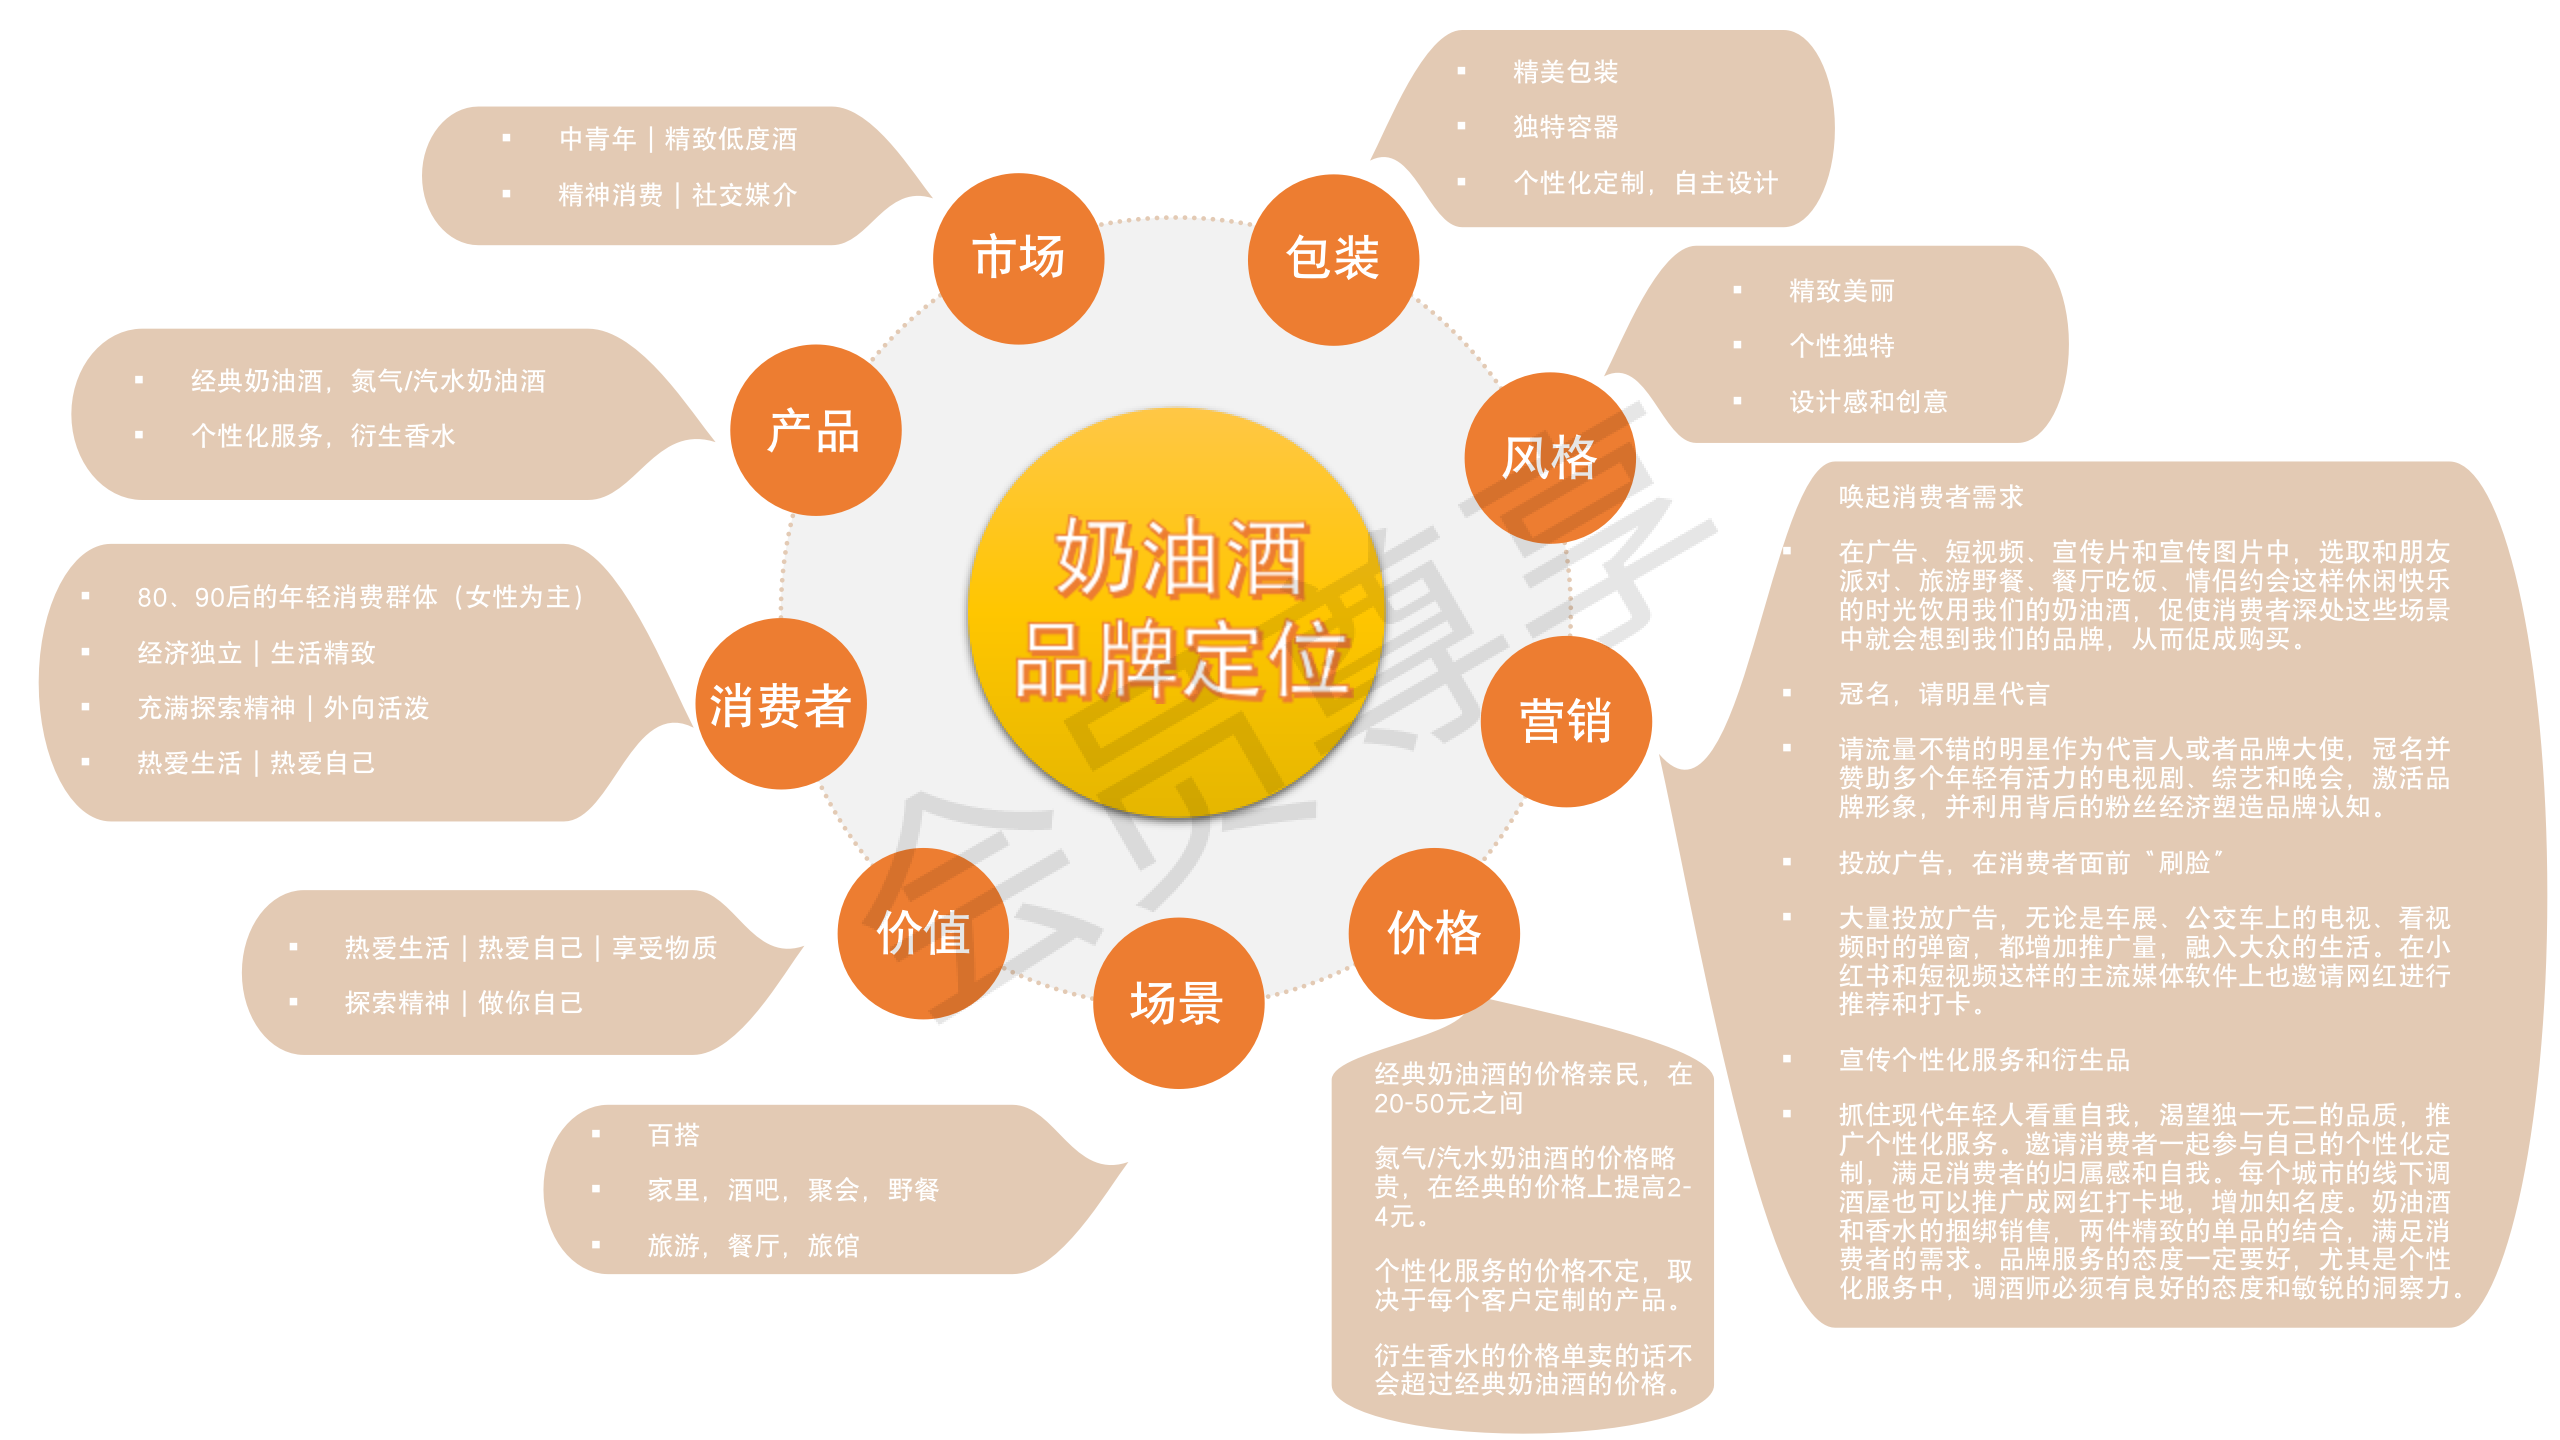 奶油酒
品牌定位
市场
中青年 | 精致低度酒
精神消费 | 社交媒介
包装
精美包装
独特容器
个性化定制，自主设计
风格
精致美丽
个性独特
设计感和创意
产品
经典奶油酒，氮气/汽水奶油酒
个性化服务，衍生香水
消费者
80、90后的年轻消费群体（女性为主）
经济独立 | 生活精致
充满探索精神 | 外向活泼
热爱生活 | 热爱自己
营销
唤起消费者需求
在广告、短视频、宣传片和宣传图片中，选取和朋友
派对、旅游野餐、餐厅吃饭、情侣约会这样休闲快乐
的时光饮用我们的奶油酒，促使消费者深处这些场景
中就会想到我们的品牌，从而促成购买。
冠名，请明星代言
请流量不错的明星作为代言人或者品牌大使，冠名并
赞助多个年轻有活力的电视剧、综艺和晚会，激活品
牌形象，并利用背后的粉丝经济塑造品牌认知。
投放广告，在消费者面前“刷脸”
大量投放广告，无论是车展、公交车上的电视、看视
频时的弹窗，都增加推广量，融入大众的生活。在小
红书和短视频这样的主流媒体软件上也邀请网红进行
推荐和打卡。
宣传个性化服务和衍生品
抓住现代年轻人看重自我，渴望独一无二的品质，推
广个性化服务。邀请消费者一起参与自己的个性化定
制，满足消费者的归属感和自我。每个城市的线下调
酒屋也可以推广成网红打卡地，增加知名度。奶油酒
和香水的捆绑销售，两件精致的单品的结合，满足消
费者的需求。品牌服务的态度一定要好，尤其是个性
化服务中，调酒师必须有良好的态度和敏锐的洞察力。
价值
热爱生活 | 热爱自己 | 享受物质
探索精神 | 做你自己
场景
百搭
家里，酒吧，聚会，野餐
旅游，餐厅，旅馆
价格
经典奶油酒的价格亲民，在
20-50元之间
氮气/汽水奶油酒的价格略
贵，在经典的价格上提高2-
4元。
个性化服务的价格不定，取
决于每个客户定制的产品。
衍生香水的价格单卖的话不
会超过经典奶油酒的价格。
会员尊享